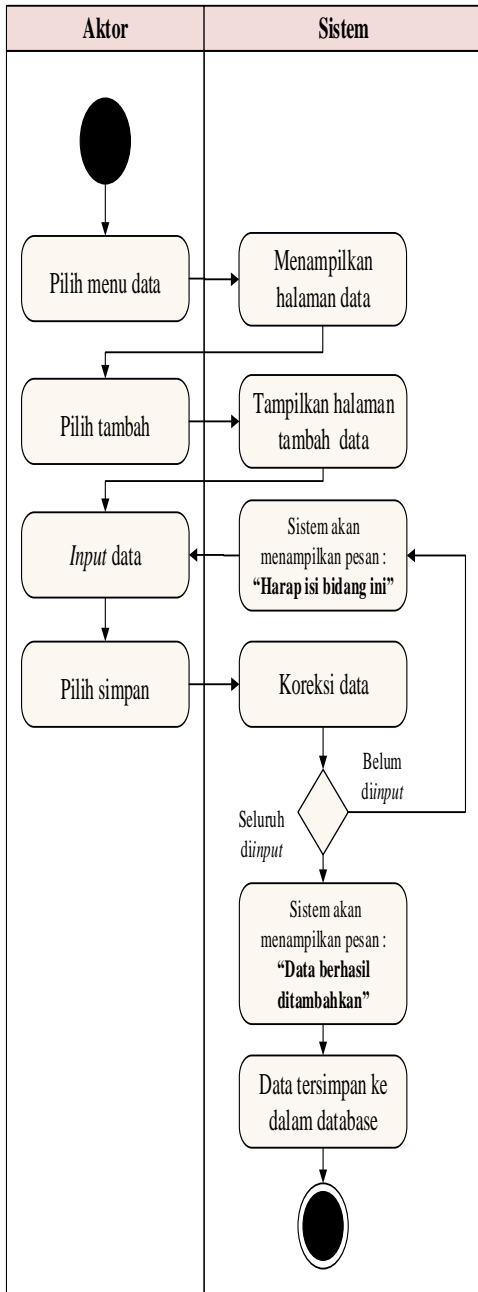 Aktor
Sistem
Pilih menu data
Menampilkan
halaman data
Pilih tambah
Tampilkan halaman
tambah data
Input data
Sistem akan
menampilkan pesan :
“Harap isi bidang ini”
Pilih simpan
Koreksi data
Belum
diinput
Seluruh
diinput
Sistem akan
menampilkan pesan :
“Data berhasil
ditambahkan”
Data tersimpan ke
dalam database